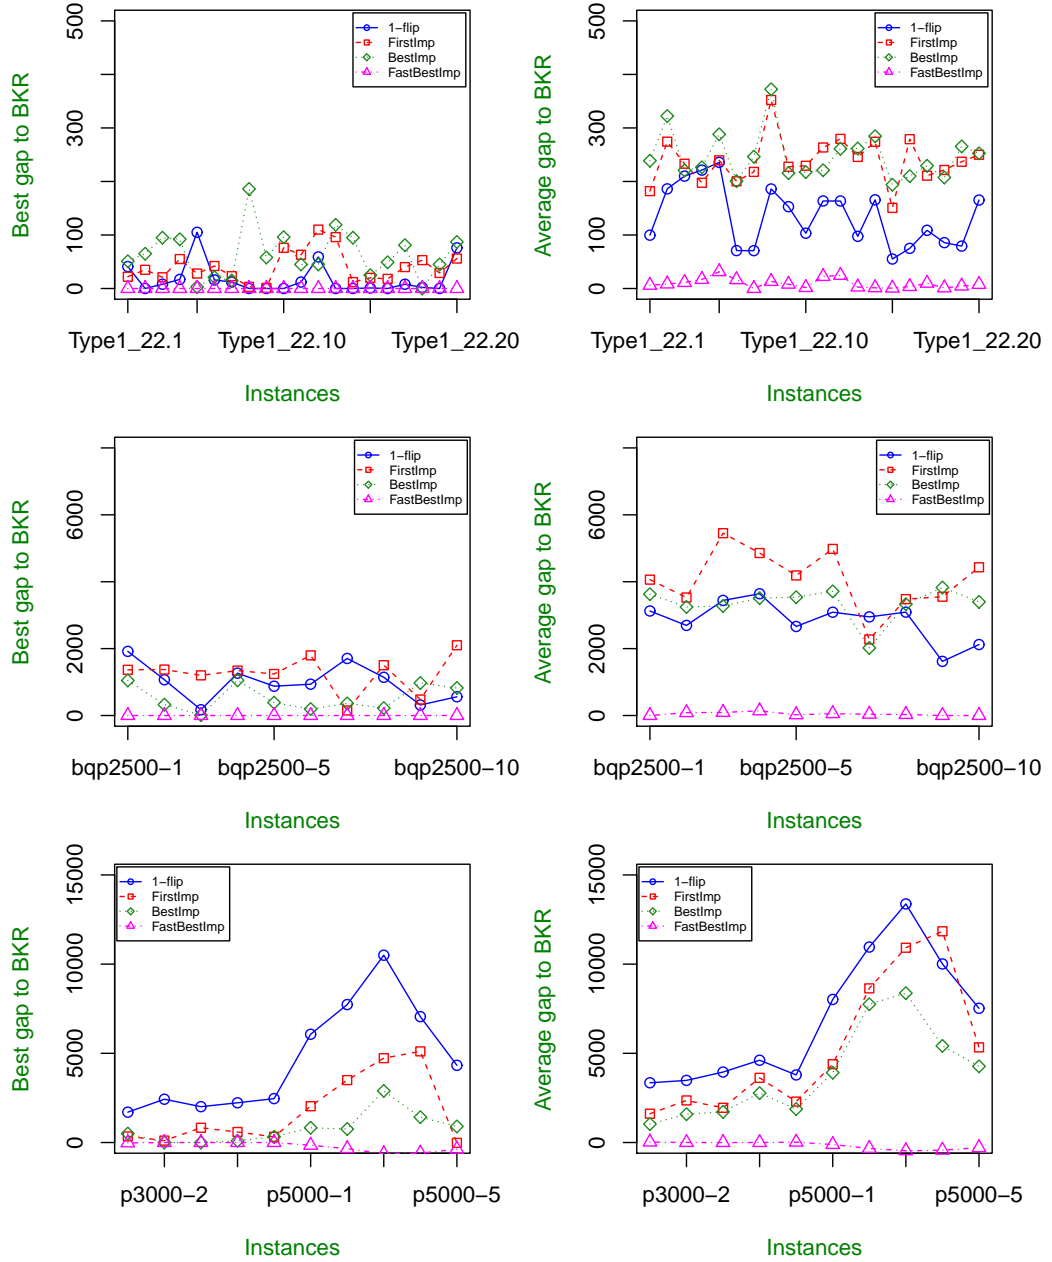 500
300
100
0
Best gap to BKR
1−flip
FirstImp
BestImp
FastBestImp
Type1_22.1
Type1_22.10
Type1_22.20
Instances
500
300
100
0
Average gap to BKR
1−flip
FirstImp
BestImp
FastBestImp
Type1_22.1
Type1_22.10
Type1_22.20
Instances
6000
2000
0
Best gap to BKR
1−flip
FirstImp
BestImp
FastBestImp
bqp2500−1
bqp2500−5
bqp2500−10
Instances
6000
2000
0
Average gap to BKR
1−flip
FirstImp
BestImp
FastBestImp
bqp2500−1
bqp2500−5
bqp2500−10
Instances
15000
10000
5000
0
Best gap to BKR
1−flip
FirstImp
BestImp
FastBestImp
p3000−2
p5000−1
p5000−5
Instances
15000
10000
5000
0
Average gap to BKR
1−flip
FirstImp
BestImp
FastBestImp
p3000−2
p5000−1
p5000−5
Instances